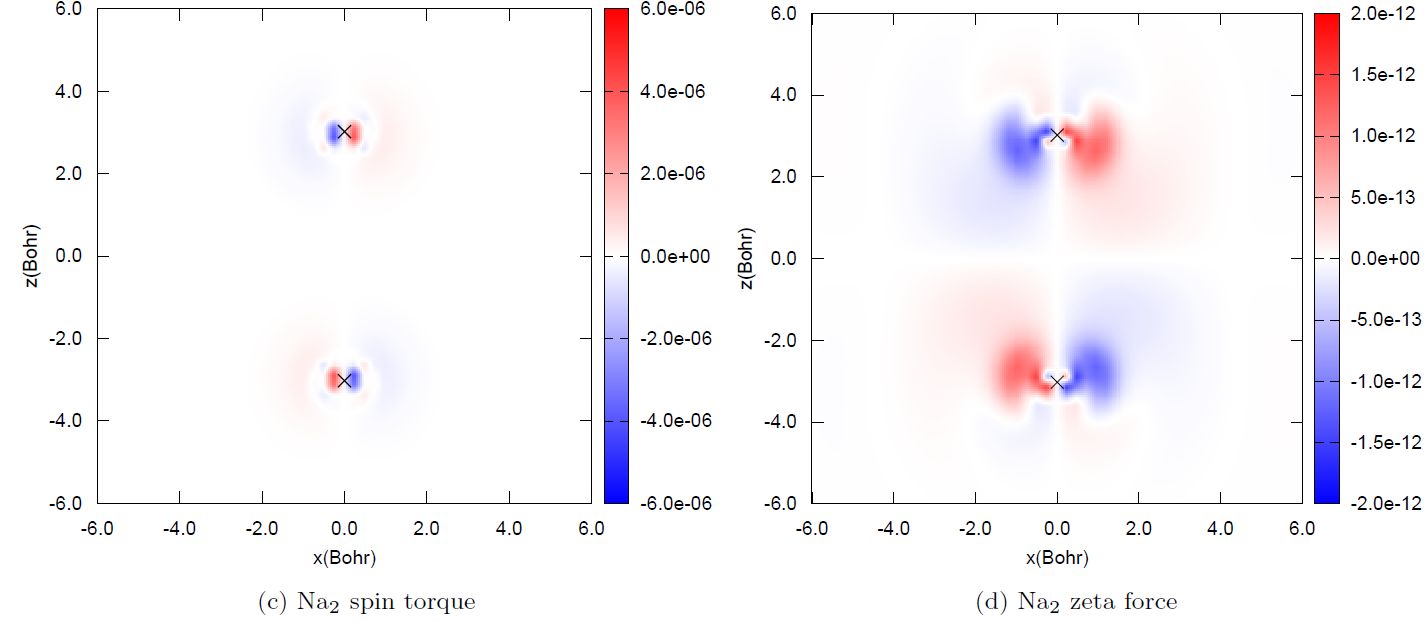 6.0
4.0
2.0
0.0
-2.0
-4.0
-6.0
z(Bohr)
-6.0 -4.0 -2.0 0.0 2.0 4.0 6.0
x(Bohr)
6.0e-06
4.0e-06
2.0e-06
0.0e+00
-2.0e-06
-4.0e-06
-6.0e-06
(c) Na₂ spin torque
6.0
4.0
2.0
0.0
-2.0
-4.0
-6.0
z(Bohr)
-6.0 -4.0 -2.0 0.0 2.0 4.0 6.0
x(Bohr)
2.0e-12
1.5e-12
1.0e-12
5.0e-13
0.0e+00
-5.0e-13
-1.0e-12
-1.5e-12
-2.0e-12
(d) Na₂ zeta force